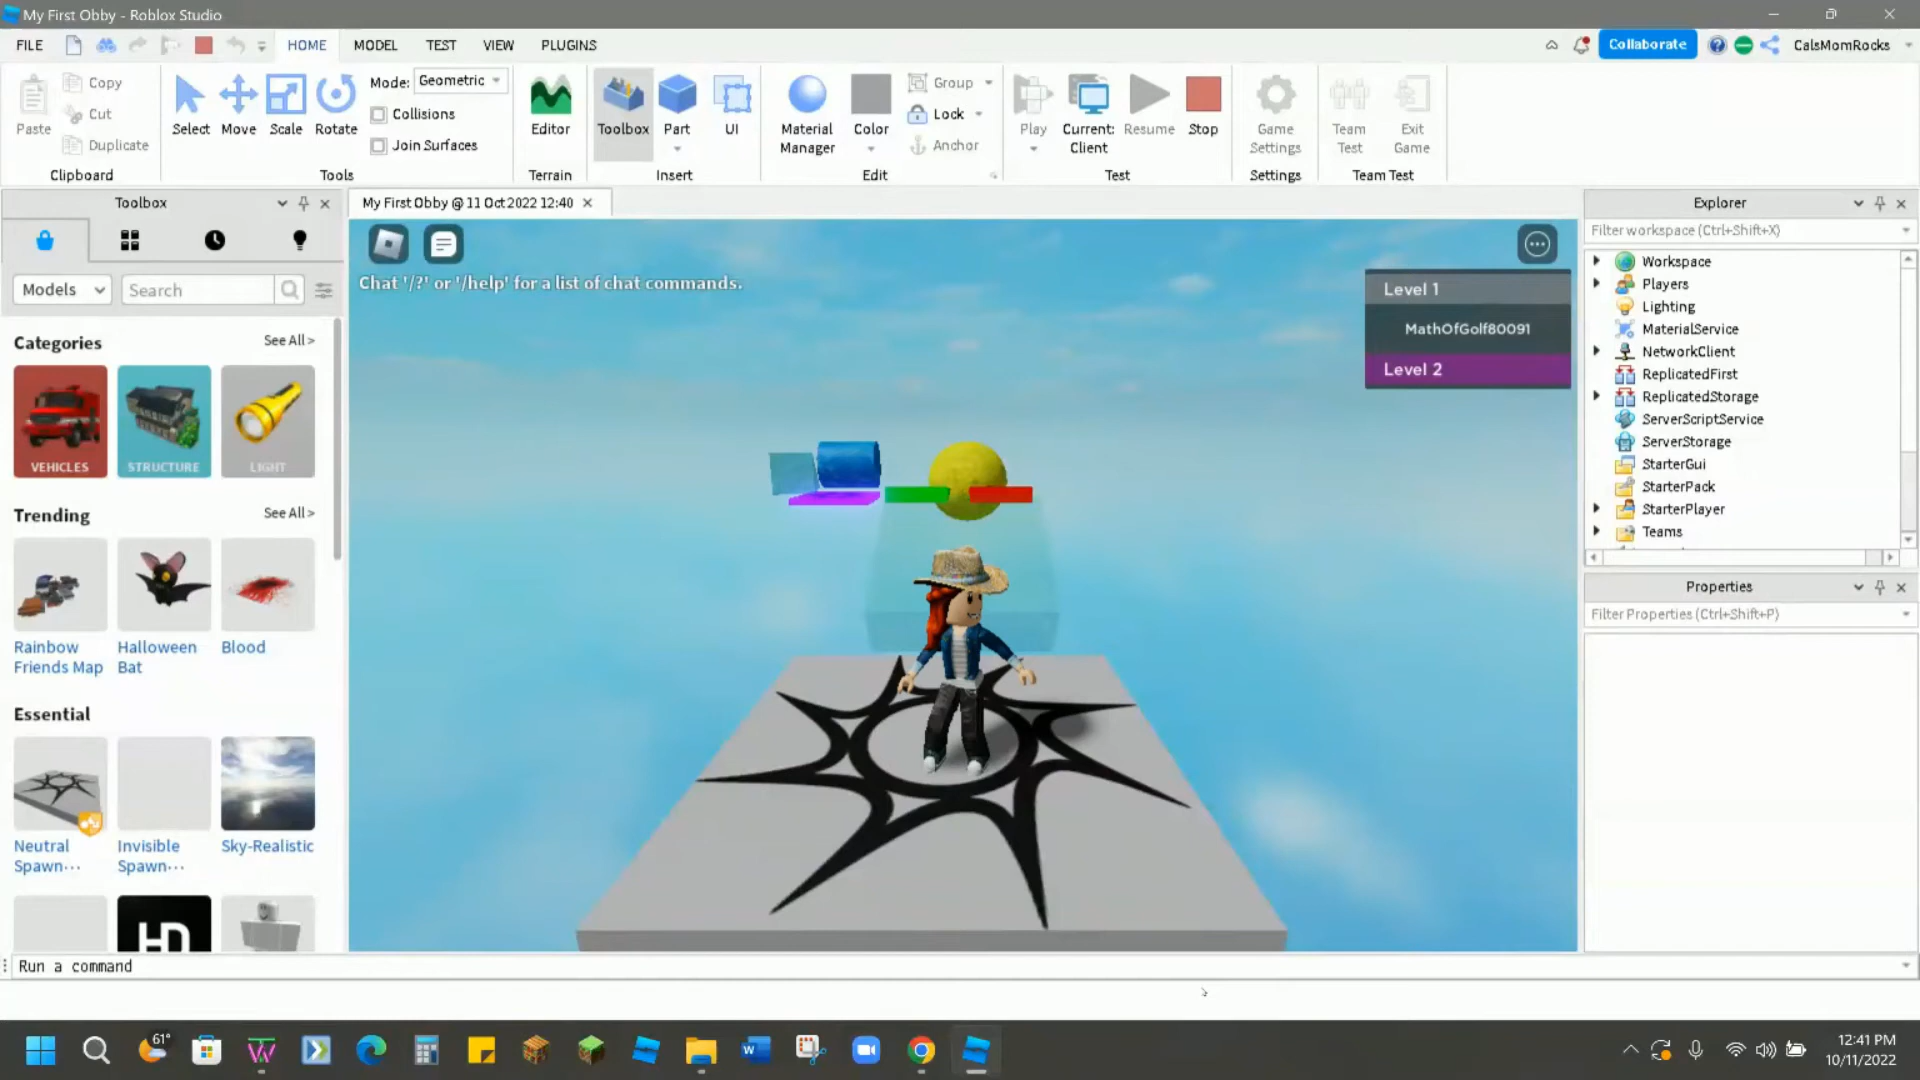 My First Obby - Roblox Studio
FILE HOME MODEL TEST VIEW PLUGINS Collaborate CalsMomRocks
Paste Copy Cut Duplicate
Clipboard
Select Move Scale Rotate
Mode: Geometric
Collisions
Join Surfaces
Tools
Editor
Terrain
Toolbox Part UI
Insert
Material Manager
Color
Group
Lock
Anchor
Edit
Play
Current: Client
Resume Stop
Test
Game Settings
Settings
Team Test
Exit Game
Team Test
Toolbox
Models Search
Categories See All >
VEHICLES STRUCTURE LIGHT
Trending See All >
Rainbow Halloween Blood
Friends Map Bat
Essential
Neutral Invisible Sky-Realistic
Spawn... Spawn...
HD
My First Obby @ 11 Oct 2022 12:40
Chat '/?' or '/help' for a list of chat commands.
Level 1
MathOfGolf80091
Level 2
Explorer
Filter workspace (Ctrl+Shift+X)
Workspace
Players
Lighting
MaterialService
NetworkClient
ReplicatedFirst
ReplicatedStorage
ServerScriptService
ServerStorage
StarterGui
StarterPack
StarterPlayer
Teams
Properties
Filter Properties (Ctrl+Shift+P)
Run a command
61°
12:41 PM
10/11/2022